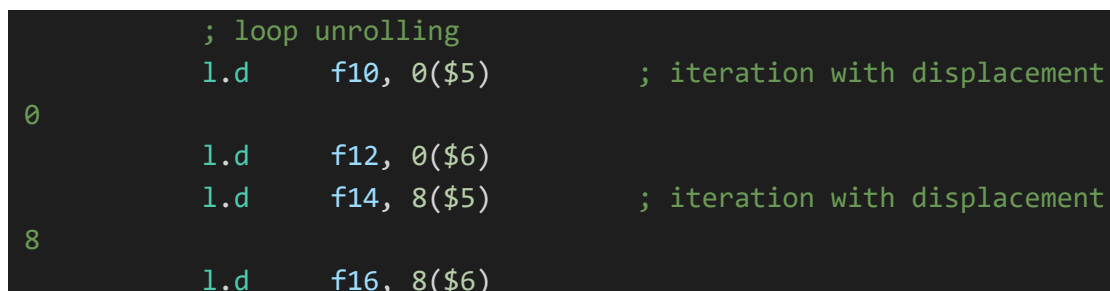 ; loop unrolling
l.d f10, 0($5) ; iteration with displacement
0
l.d f12, 0($6)
l.d f14, 8($5) ; iteration with displacement
8
l.d f16, 8($6)